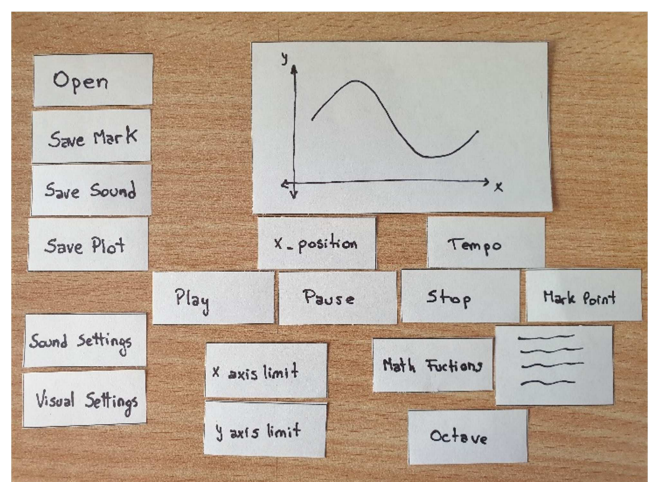 Open
Save Mark
Save Sound
Save Plot
Sound Settings
Visual Settings
y
x
x-position
Tempo
Play
Pause
Stop
Mark Point
x axis limit
y axis limit
Math Fuctions
Octave